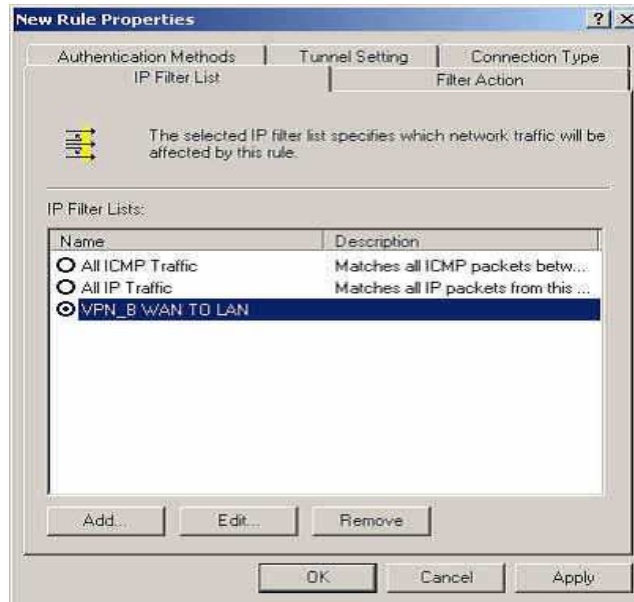 New Rule Properties
Authentication Methods Tunnel Setting Connection Type
IP Filter List Filter Action
The selected IP filter list specifies which network traffic will be
affected by this rule.
IP Filter Lists:
Name Description
All ICMP Traffic Matches all ICMP packets betw...
All IP Traffic Matches all IP packets from this ...
VPN_B WAN TO LAN
Add... Edit... Remove
OK Cancel Apply